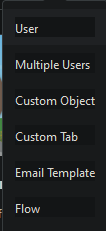 User
Multiple Users
Custom Object
Custom Tab
Email Template
Flow